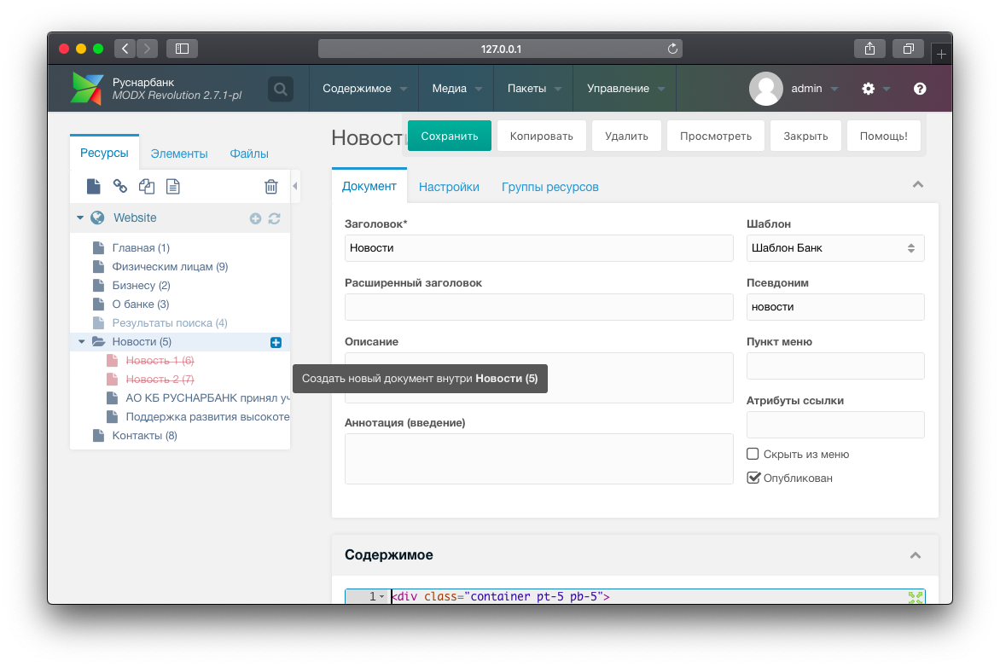 127.0.0.1
Руснарбанк
MODX Revolution 2.7.1-pl
Содержимое
Медиа
Пакеты
Управление
admin
Новости
Сохранить
Копировать
Удалить
Просмотреть
Закрыть
Помощь!
Ресурсы
Элементы
Файлы
Website
Главная (1)
Физическим лицам (9)
Бизнесу (2)
О банке (3)
Результаты поиска (4)
Новости (5)
Новость 1 (6)
Новость 2 (7)
АО КБ РУСНАРБАНК принял уч
Поддержка развития высокоте
Контакты (8)
Создать новый документ внутри Новости (5)
Документ
Настройки
Группы ресурсов
Заголовок*
Новости
Расширенный заголовок
Описание
Аннотация (введение)
Шаблон
Шаблон Банк
Псевдоним
новости
Пункт меню
Атрибуты ссылки
Скрыть из меню
Опубликован
Содержимое
1 <div class="container pt-5 pb-5">